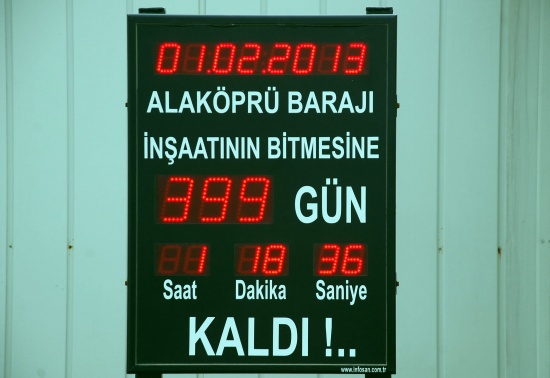 01.02.2013
ALAKÖPRÜ BARAJI
İNŞAATININ BİTMESİNE
399 GÜN
1 18 36
Saat Dakika Saniye
KALDI !..
www.infosan.com.tr